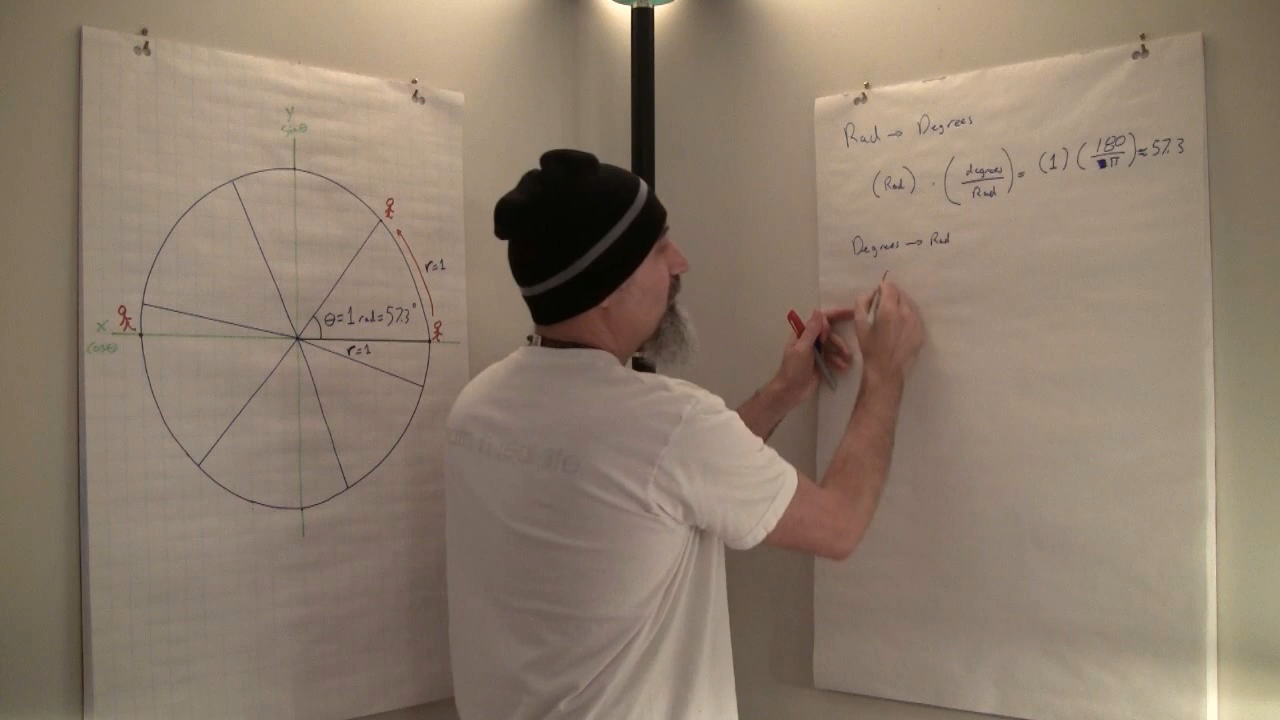 Y
sinθ
r=1
θ=1 rad=57.3°
X
cosθ
r=1
Rad → Degrees
(Rad) · (degrees/Rad) = (1) (180/π) ≈ 57.3
Degrees → Rad